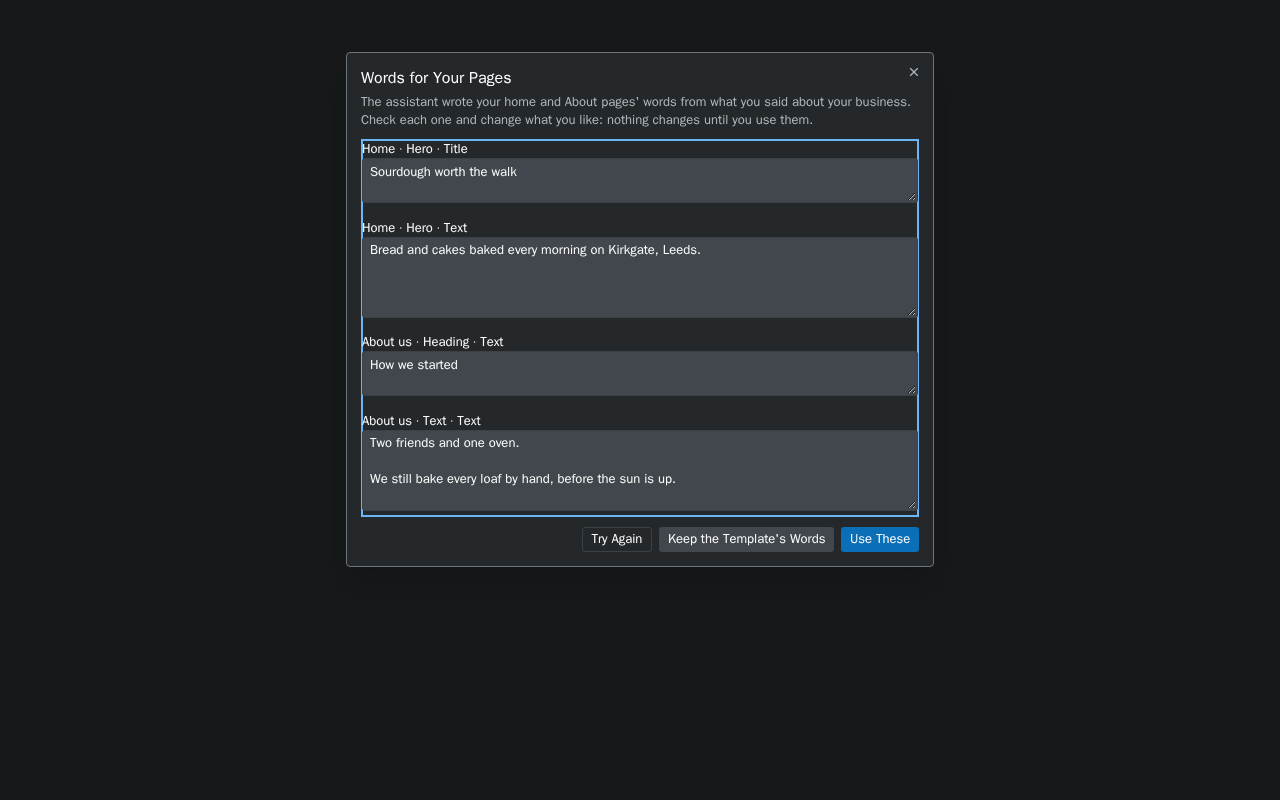 Words for Your Pages
The assistant wrote your home and About pages' words from what you said about your business.
Check each one and change what you like: nothing changes until you use them.
Home · Hero · Title
Sourdough worth the walk
Home · Hero · Text
Bread and cakes baked every morning on Kirkgate, Leeds.
About us · Heading · Text
How we started
About us · Text · Text
Two friends and one oven.
We still bake every loaf by hand, before the sun is up.
Try Again
Keep the Template's Words
Use These